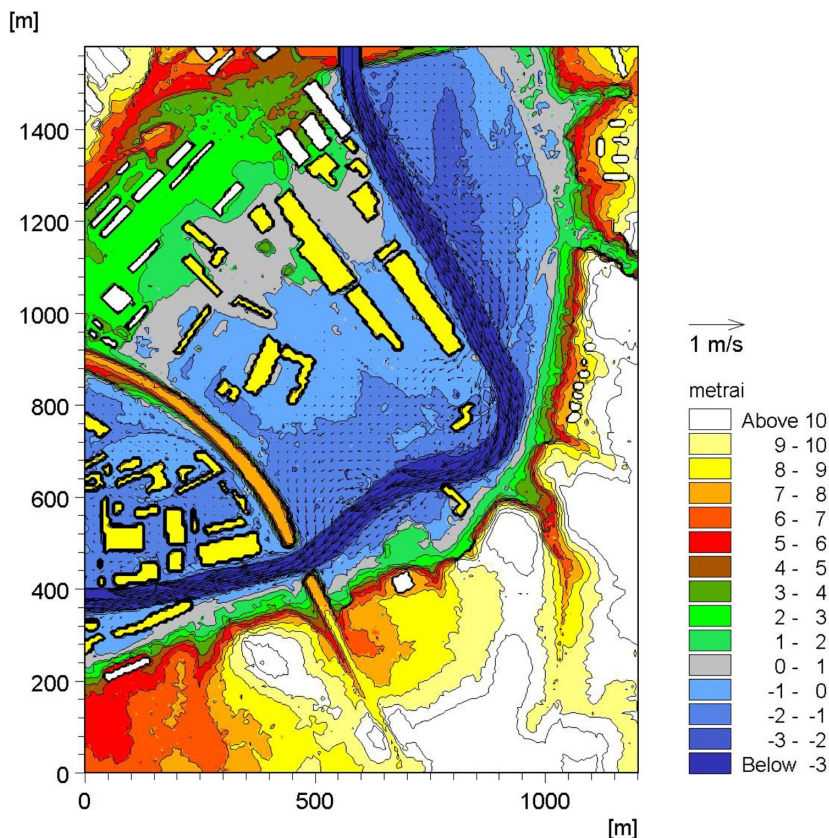 [m]
1400
1200
1000
800
600
400
200
0
0
500
1000
[m]
1 m/s
metrai
Above 10
9 - 10
8 - 9
7 - 8
6 - 7
5 - 6
4 - 5
3 - 4
2 - 3
1 - 2
0 - 1
-1 - 0
-2 - -1
-3 - -2
Below -3